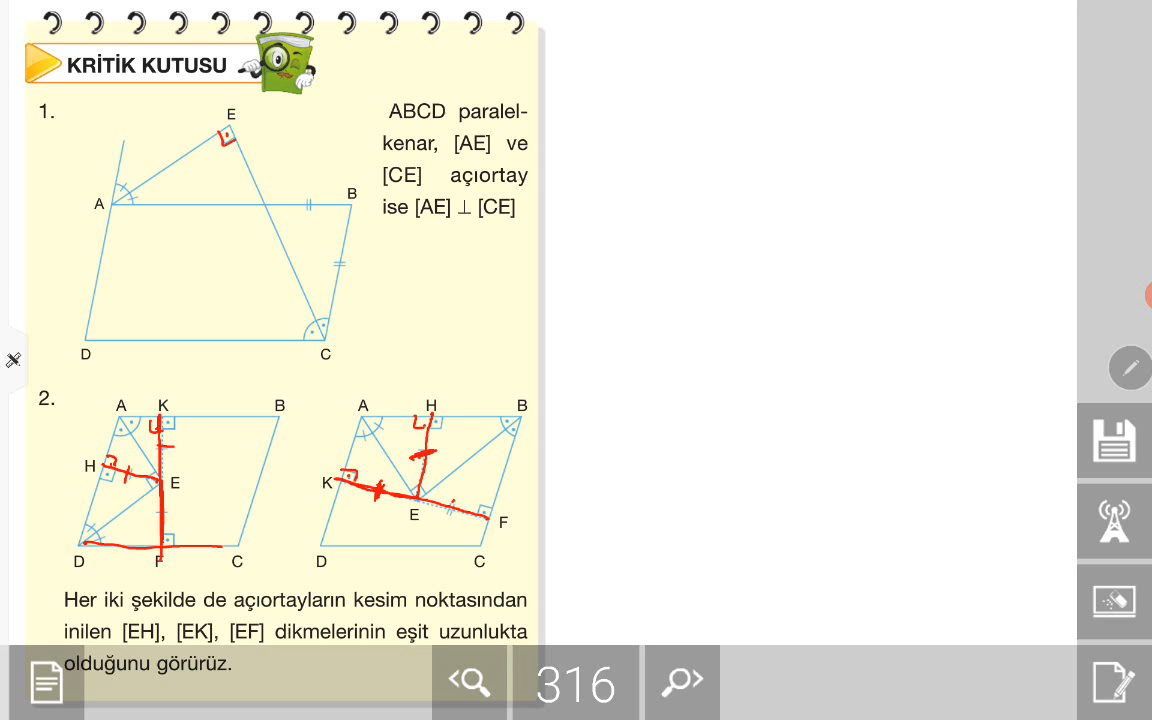 KRİTİK KUTUSU
1.
ABCD paralel-
kenar, [AE] ve
[CE] açıortay
ise [AE] ⊥ [CE]
E
A
B
D
C
2.
A K B
H
E
D F C
A H B
K
E
F
D C
Her iki şekilde de açıortayların kesim noktasından
inilen [EH], [EK], [EF] dikmelerinin eşit uzunlukta
olduğunu görürüz.
316